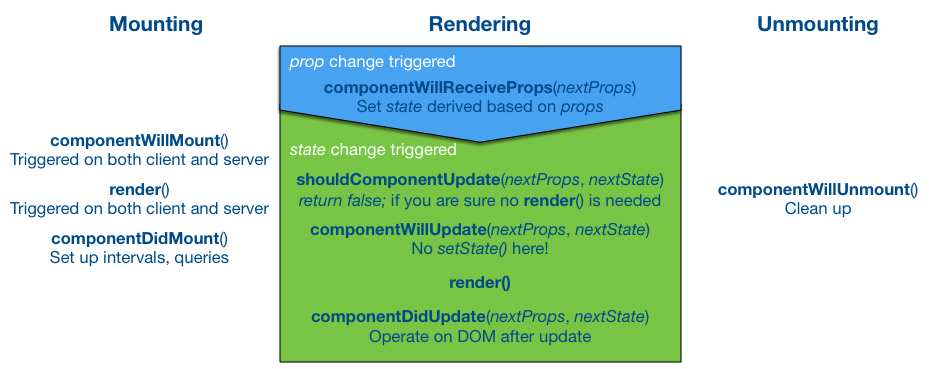 Mounting
componentWillMount()
Triggered on both client and server
render()
Triggered on both client and server
componentDidMount()
Set up intervals, queries
Rendering
prop change triggered
componentWillReceiveProps(nextProps)
Set state derived based on props
state change triggered
shouldComponentUpdate(nextProps, nextState)
return false; if you are sure no render() is needed
componentWillUpdate(nextProps, nextState)
No setState() here!
render()
componentDidUpdate(nextProps, nextState)
Operate on DOM after update
Unmounting
componentWillUnmount()
Clean up